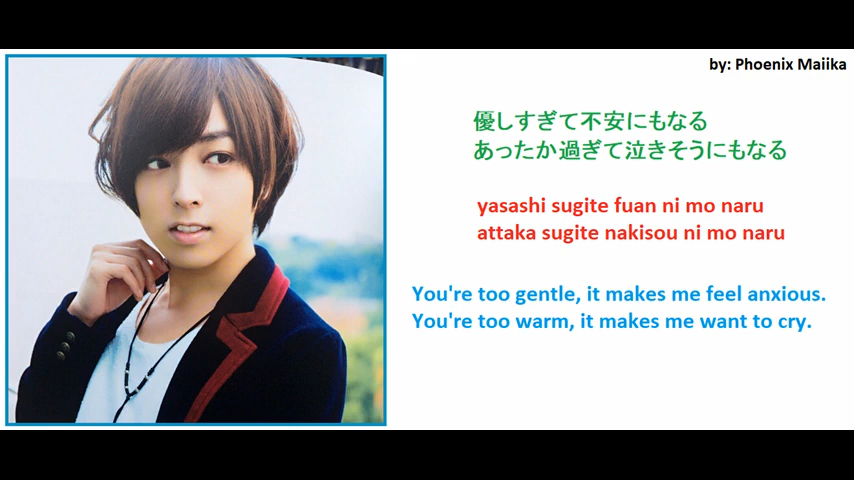 by: Phoenix Maiika
優しすぎて不安にもなる
あったか過ぎて泣きそうにもなる
yasashi sugite fuan ni mo naru
attaka sugite nakisou ni mo naru
You're too gentle, it makes me feel anxious.
You're too warm, it makes me want to cry.